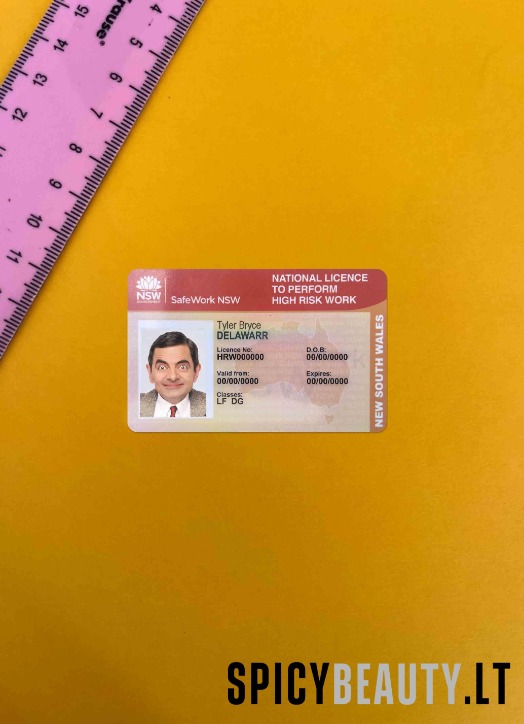 15
14
13
12
11
10
9
8
7
6
5
4
krause®
NSW
SafeWork NSW
NATIONAL LICENCE
TO PERFORM
HIGH RISK WORK
Tyler Bryce
DELAWARR
Licence No:
HRW000000
D.O.B:
00/00/0000
Valid from:
00/00/0000
Expires:
00/00/0000
Classes:
LF DG
NEW SOUTH WALES
SPICYBEAUTY.LT